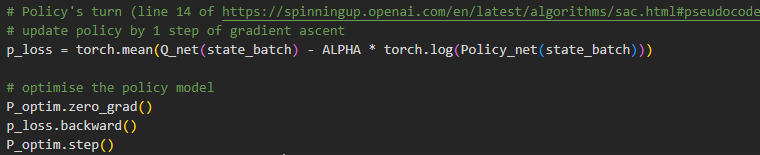 # Policy's turn (line 14 of https://spinningup.openai.com/en/latest/algorithms/sac.html#pseudocode
# update policy by 1 step of gradient ascent
p_loss = torch.mean(Q_net(state_batch) - ALPHA * torch.log(Policy_net(state_batch)))
# optimise the policy model
P_optim.zero_grad()
p_loss.backward()
P_optim.step()